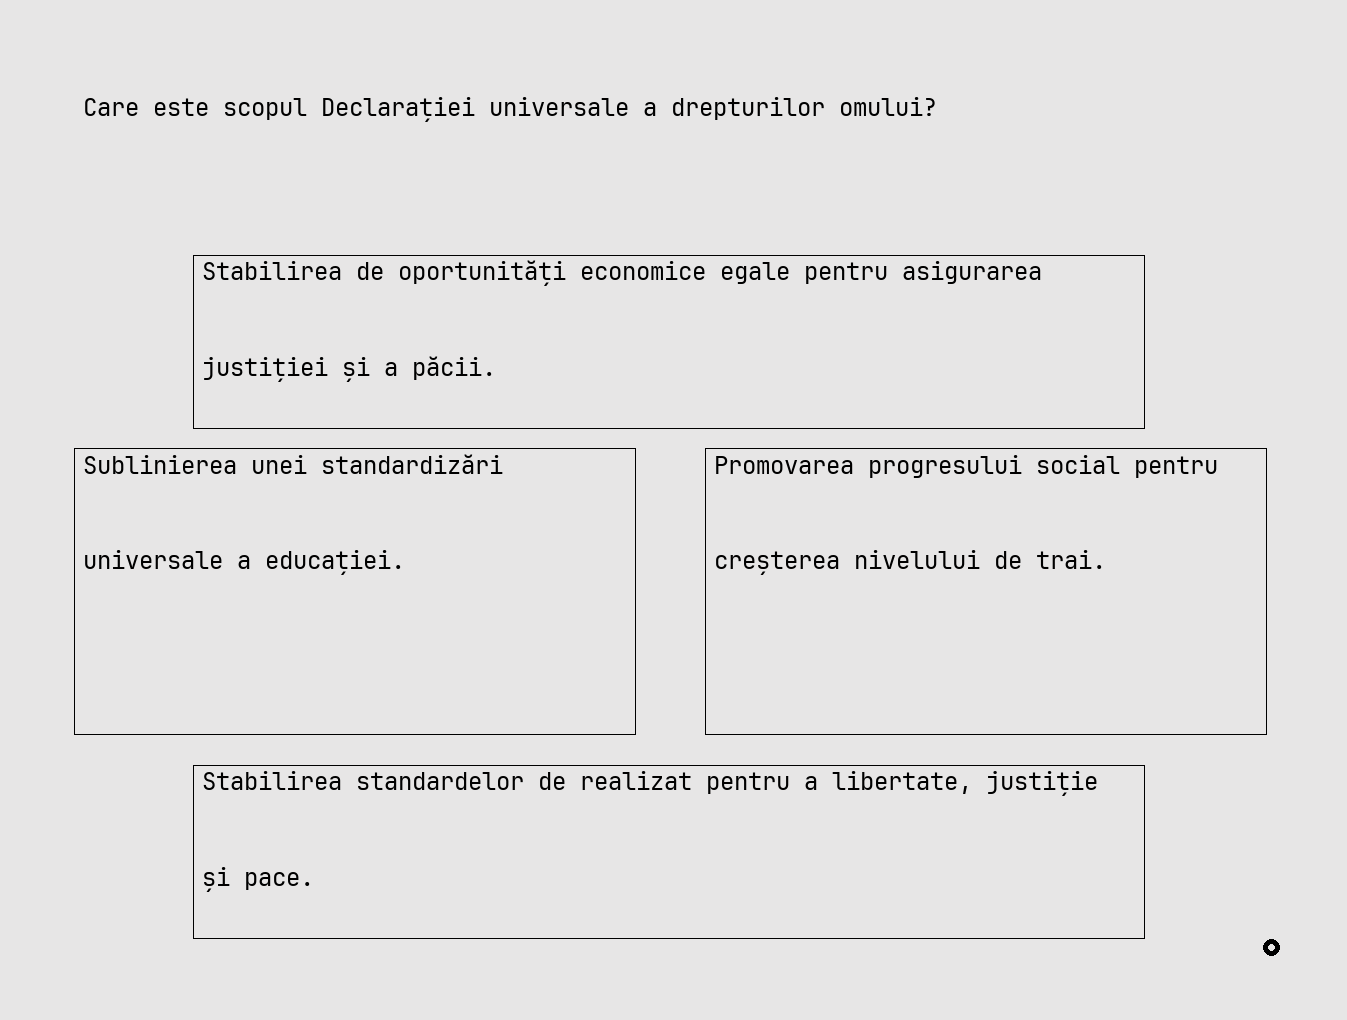 Care este scopul Declarației universale a drepturilor omului?
Stabilirea de oportunități economice egale pentru asigurarea
justiției și a păcii.
Sublinierea unei standardizări
universale a educației.
Promovarea progresului social pentru
creșterea nivelului de trai.
Stabilirea standardelor de realizat pentru a libertate, justiție
și pace.